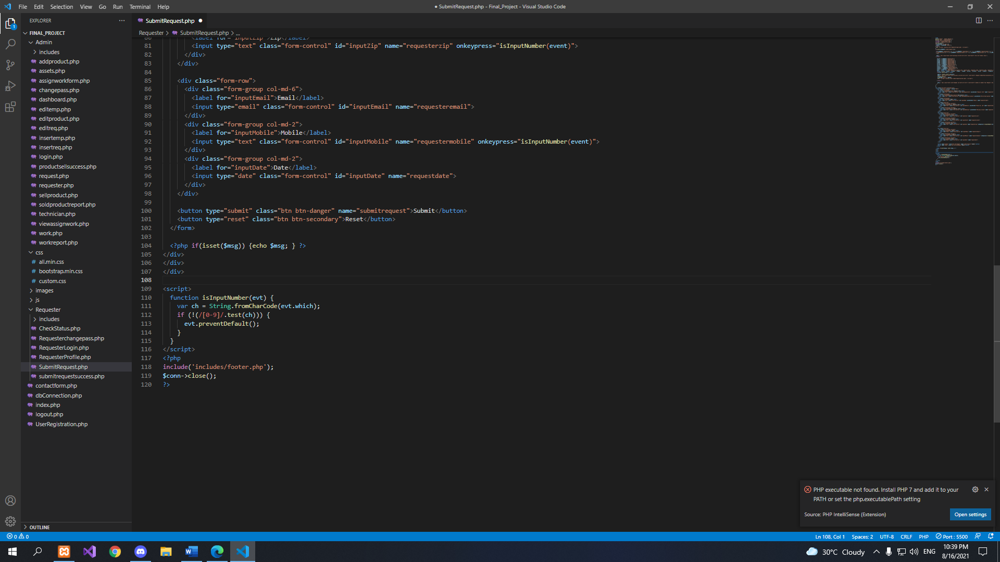 File Edit Selection View Go Run Terminal Help
● SubmitRequest.php - Final_Project - Visual Studio Code
EXPLORER
SubmitRequest.php
FINAL_PROJECT
Admin
includes
addproduct.php
assets.php
assignworkform.php
changepass.php
dashboard.php
editemp.php
editproduct.php
editreq.php
insertemp.php
insertreq.php
login.php
productsellsuccess.php
request.php
requester.php
sellproduct.php
soldproductreport.php
technician.php
viewassignwork.php
work.php
workreport.php
css
# all.min.css
# bootstrap.min.css
# custom.css
images
js
Requester
includes
CheckStatus.php
Requesterchangepass.php
RequesterLogin.php
RequesterProfile.php
SubmitRequest.php
submitrequestsuccess.php
contactform.php
dbConnection.php
index.php
logout.php
UserRegistration.php
OUTLINE
Requester > SubmitRequest.php > ...
80 <label for="inputZip">Zip</label>
81 <input type="text" class="form-control" id="inputZip" name="requesterzip" onkeypress="isInputNumber(event)">
82 </div>
83 </div>
84
85 <div class="form-row">
86 <div class="form-group col-md-6">
87 <label for="inputEmail">Email</label>
88 <input type="email" class="form-control" id="inputEmail" name="requesteremail">
89 </div>
90 <div class="form-group col-md-2">
91 <label for="inputMobile">Mobile</label>
92 <input type="text" class="form-control" id="inputMobile" name="requestermobile" onkeypress="isInputNumber(event)">
93 </div>
94 <div class="form-group col-md-2">
95 <label for="inputDate">Date</label>
96 <input type="date" class="form-control" id="inputDate" name="requestdate">
97 </div>
98 </div>
99
100 <button type="submit" class="btn btn-danger" name="submitrequest">Submit</button>
101 <button type="reset" class="btn btn-secondary">Reset</button>
102 </form>
103
104 <?php if(isset($msg)) {echo $msg; } ?>
105 </div>
106 </div>
107 </div>
108
109 <script>
110 function isInputNumber(evt) {
111 var ch = String.fromCharCode(evt.which);
112 if (!(/[0-9]/.test(ch))) {
113 evt.preventDefault();
114 }
115 }
116 </script>
117 <?php
118 include('includes/footer.php');
119 $conn->close();
120 ?>
PHP executable not found. Install PHP 7 and add it to your
PATH or set the php.executablePath setting
Source: PHP IntelliSense (Extension)
Open settings
0 0
Ln 108, Col 1 Spaces: 2 UTF-8 CRLF PHP Port : 5500
30°C Cloudy
ENG
10:39 PM
8/16/2021